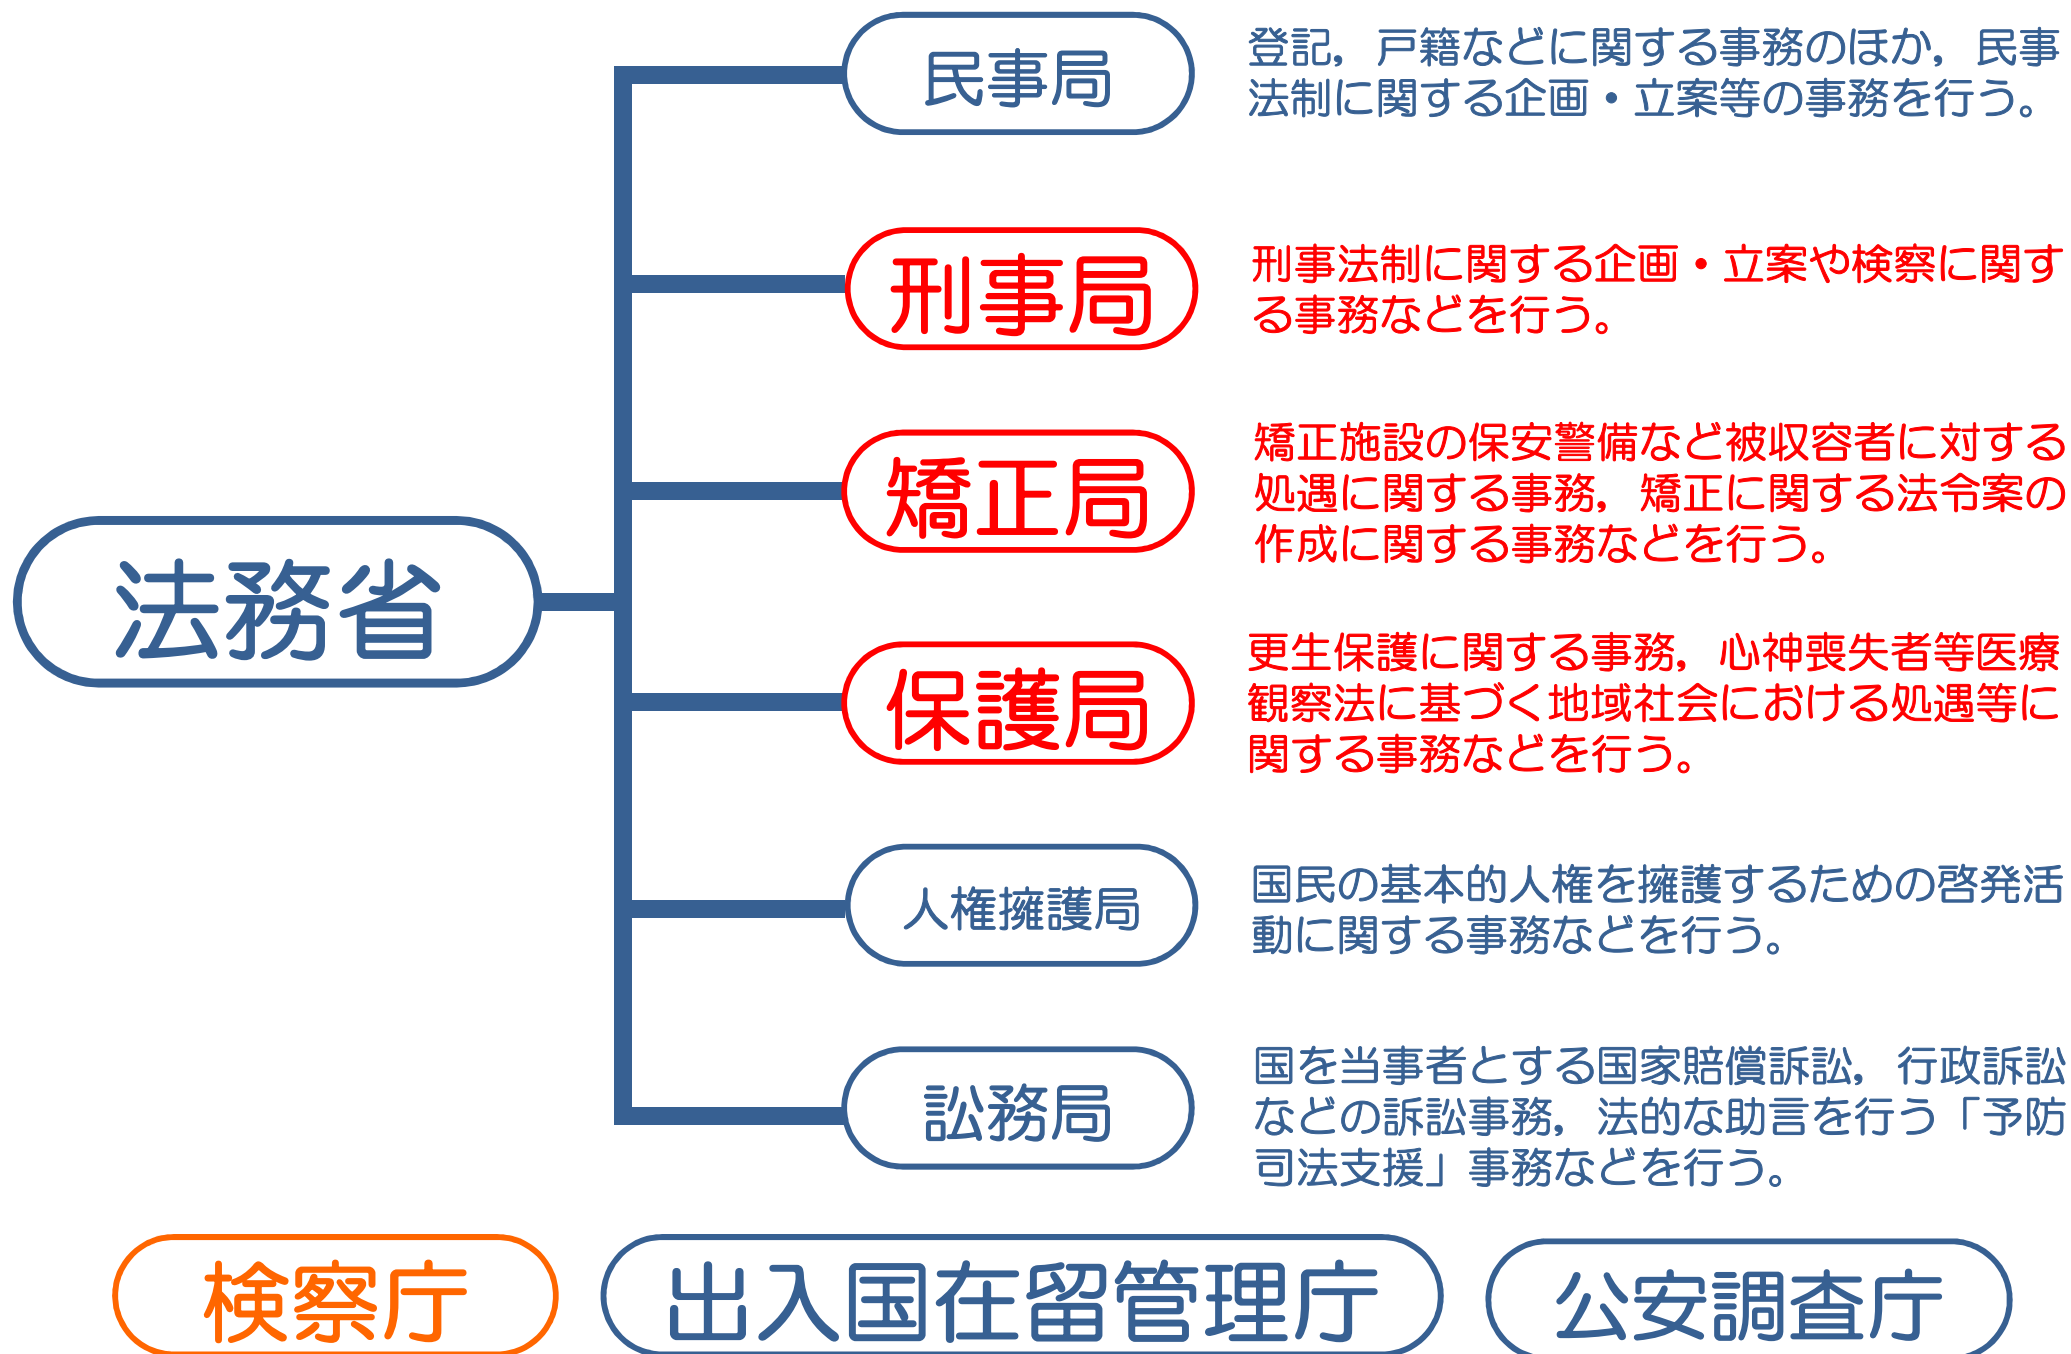 民事局
登記，戸籍などに関する事務のほか，民事
法制に関する企画・立案等の事務を行う。
刑事局
刑事法制に関する企画・立案や検察に関す
る事務などを行う。
矯正局
矯正施設の保安警備など被収容者に対する
処遇に関する事務，矯正に関する法令案の
作成に関する事務などを行う。
法務省
保護局
更生保護に関する事務，心神喪失者等医療
観察法に基づく地域社会における処遇等に
関する事務などを行う。
人権擁護局
国民の基本的人権を擁護するための啓発活
動に関する事務などを行う。
訟務局
国を当事者とする国家賠償訴訟，行政訴訟
などの訴訟事務，法的な助言を行う「予防
司法支援」事務などを行う。
検察庁
出入国在留管理庁
公安調査庁